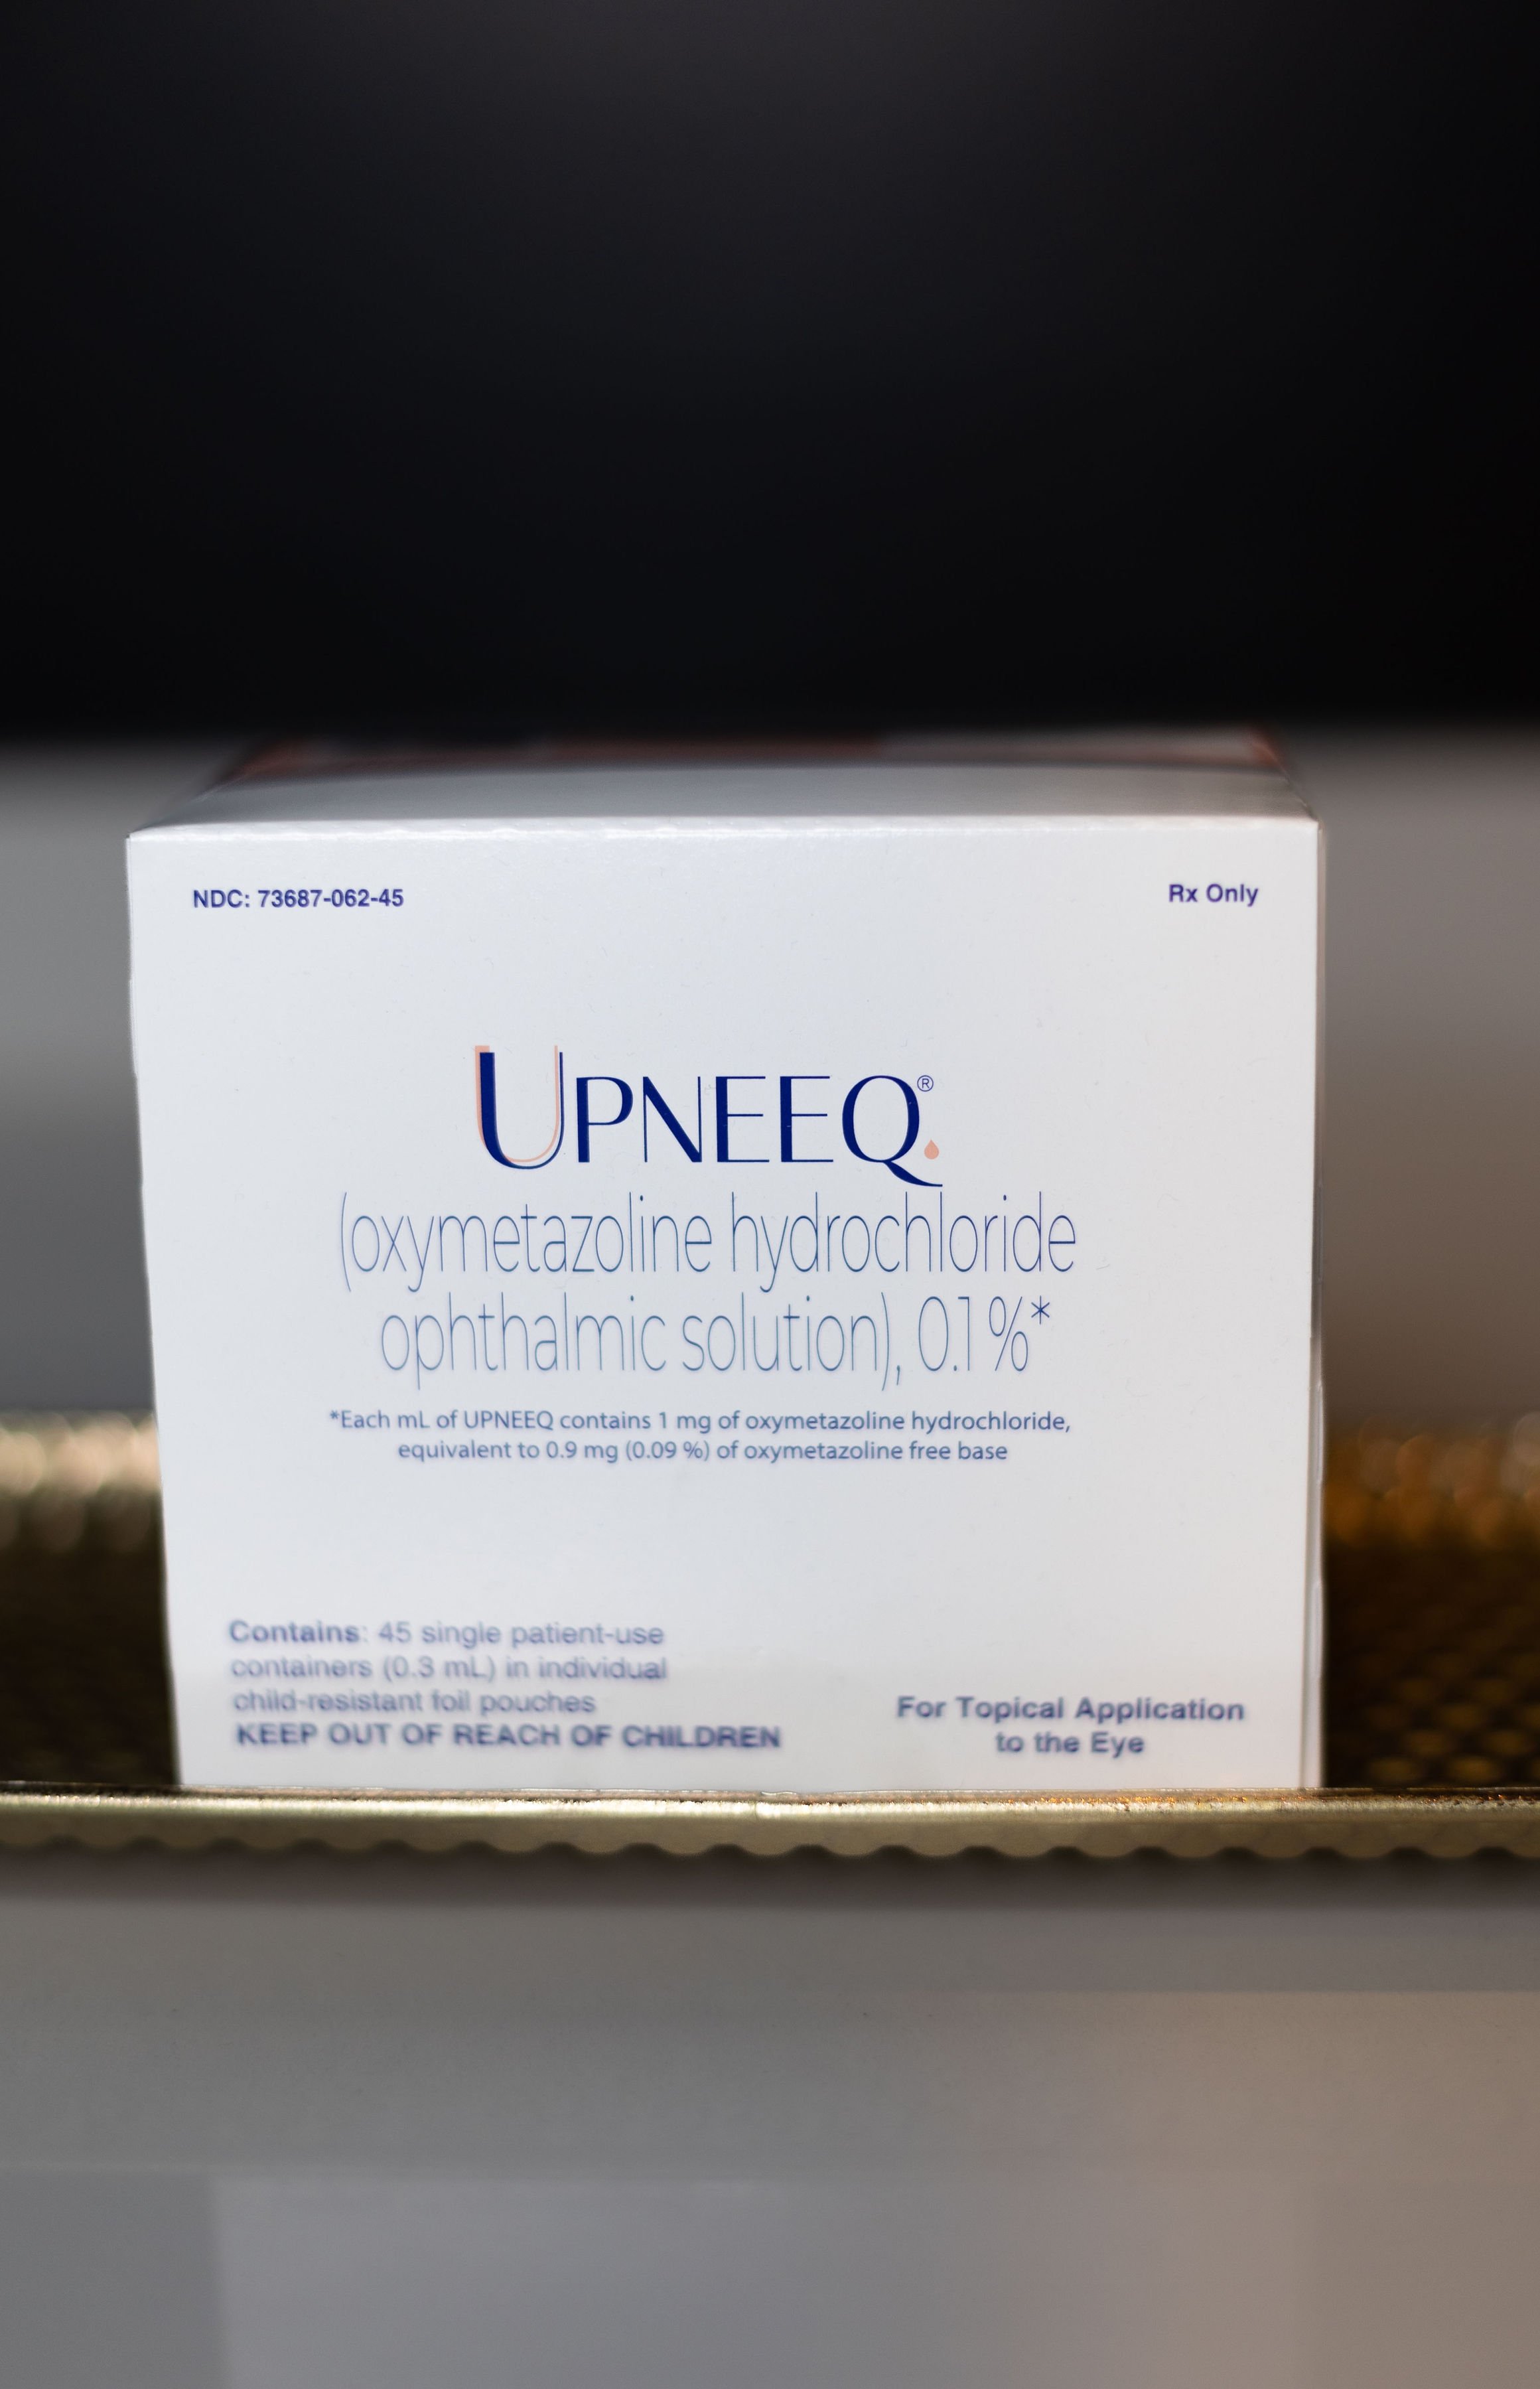 NDC: 73687-062-45
Rx Only
UPNEEQ®
(oxymetazoline hydrochloride
ophthalmic solution), 0.1%*
*Each mL of UPNEEQ contains 1 mg of oxymetazoline hydrochloride,
equivalent to 0.9 mg (0.09 %) of oxymetazoline free base
Contains: 45 single patient-use
containers (0.3 mL) in individual
child-resistant foil pouches
KEEP OUT OF REACH OF CHILDREN
For Topical Application
to the Eye